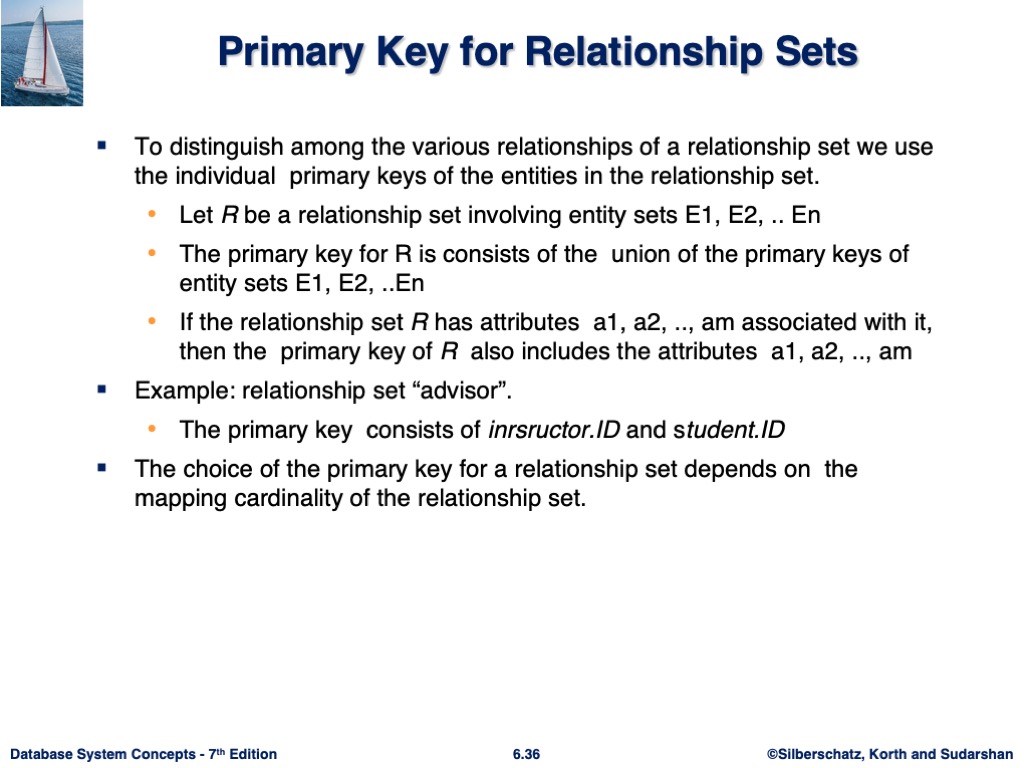 Primary Key for Relationship Sets
▪ To distinguish among the various relationships of a relationship set we use
the individual primary keys of the entities in the relationship set.
• Let R be a relationship set involving entity sets E1, E2, .. En
• The primary key for R is consists of the union of the primary keys of
entity sets E1, E2, ..En
• If the relationship set R has attributes a1, a2, .., am associated with it,
then the primary key of R also includes the attributes a1, a2, .., am
▪ Example: relationship set “advisor”.
• The primary key consists of inrsructor.ID and student.ID
▪ The choice of the primary key for a relationship set depends on the
mapping cardinality of the relationship set.
Database System Concepts - 7th Edition 6.36 ©Silberschatz, Korth and Sudarshan